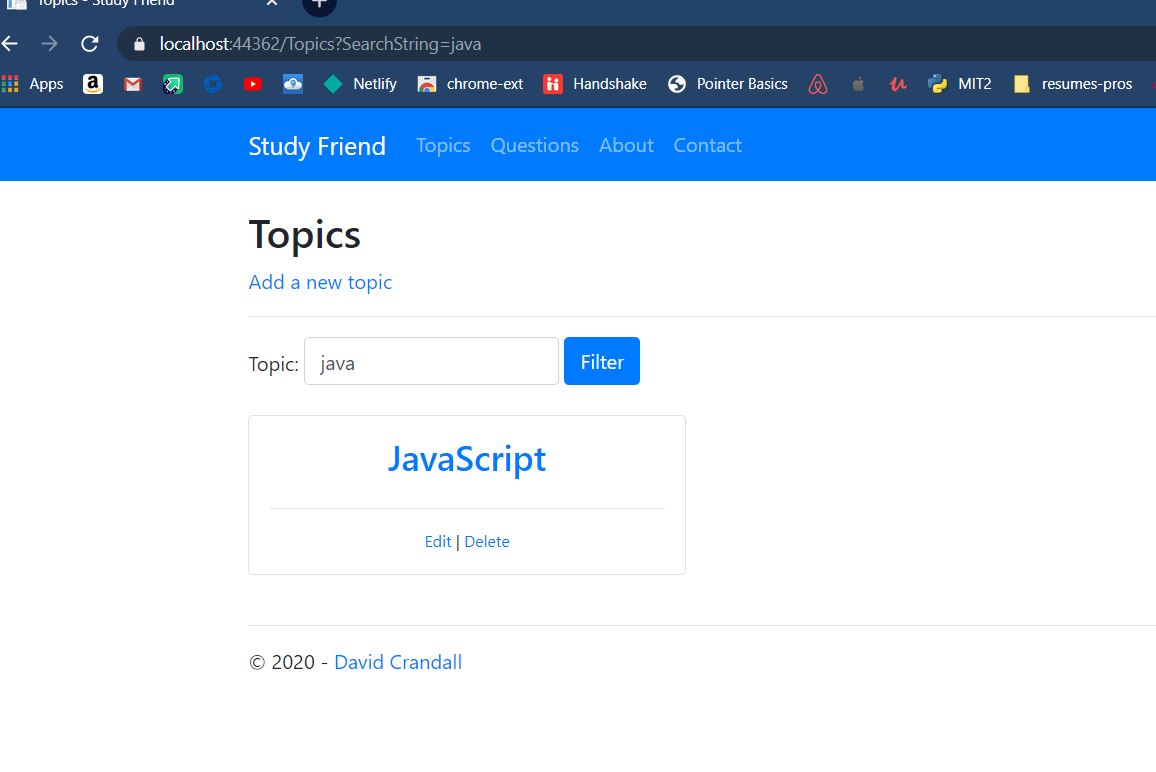 Topics - Study Friend
localhost:44362/Topics?SearchString=java
Apps Netlify chrome-ext Handshake Pointer Basics MIT2 resumes-pros
Study Friend Topics Questions About Contact
Topics
Add a new topic
Topic: java Filter
JavaScript
Edit | Delete
© 2020 - David Crandall